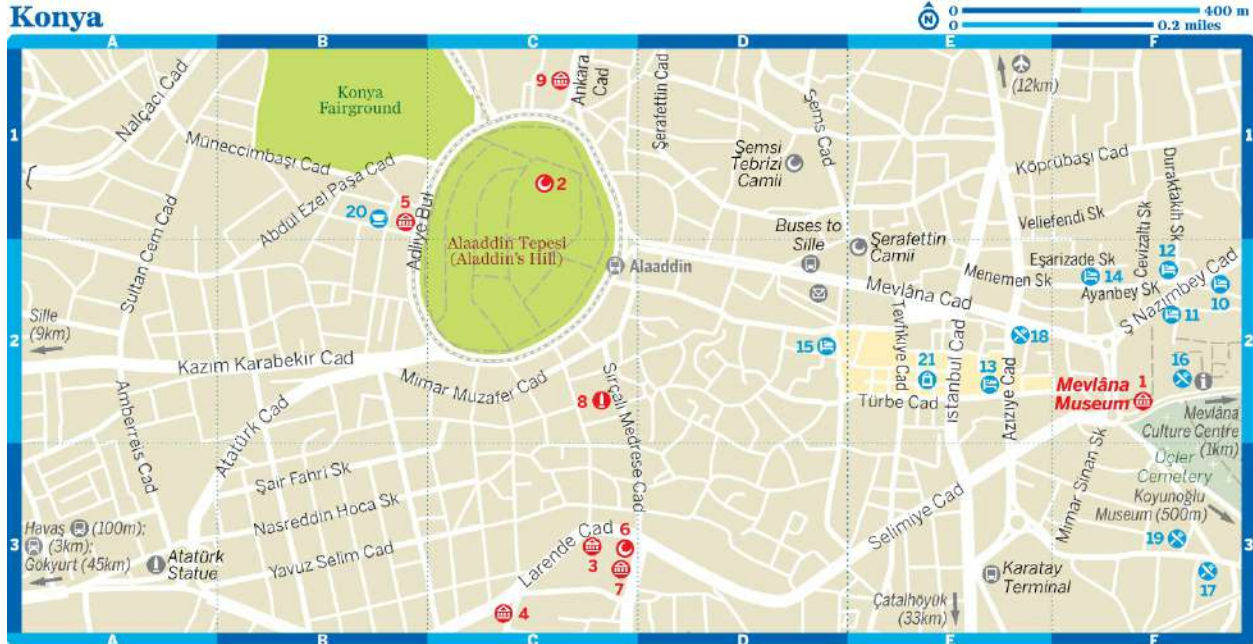 Konya
N
0 400 m
0 0.2 miles
A B C D E F
1
2
3
Nalçacı Cad
Konya
Fairground
9
Ankara
Cad
Şerafettin Cad
Şems Cad
(12km)
Müneccimbaşı Cad
Abdül Ezel Paşa Cad
20
5
Adliye Bul
2
Şemsi
Tebrizi
Camii
Köprübaşı Cad
Durakfakih Sk
Veliefendi Sk
Cevizaltı Sk
Sultan Cem Cad
Alaaddin Tepesi
(Aladdin's Hill)
Alaaddin
Buses to
Sille
Şerafettin
Camii
Eşarizade Sk
12
Menemen Sk
14
Ayanbey Sk
10
Ş Nazımbey Cad
11
Mevlâna Cad
Sille
(9km)
Kazım Karabekir Cad
Mimar Muzafer Cad
15
Tevfikiye Cad
21
İstanbul Cad
13
Aziziye Cad
18
16
Mevlâna
Museum
1
Türbe Cad
8
Sırçalı Medrese Cad
Amberreis Cad
Atatürk Cad
Mevlâna
Culture Centre
(1km)
Üçler
Cemetery
Koyunoğlu
Museum (500m)
Mimar Sinan Sk
Şair Fahri Sk
Nasreddin Hoca Sk
Yavuz Selim Cad
Selimiye Cad
Havaş (100m);
(3km);
Gökyurt (45km)
Atatürk
Statue
Larende Cad
6
3
7
4
19
17
Karatay
Terminal
Çatalhöyük
(33km)
A B C D E F
1
2
3